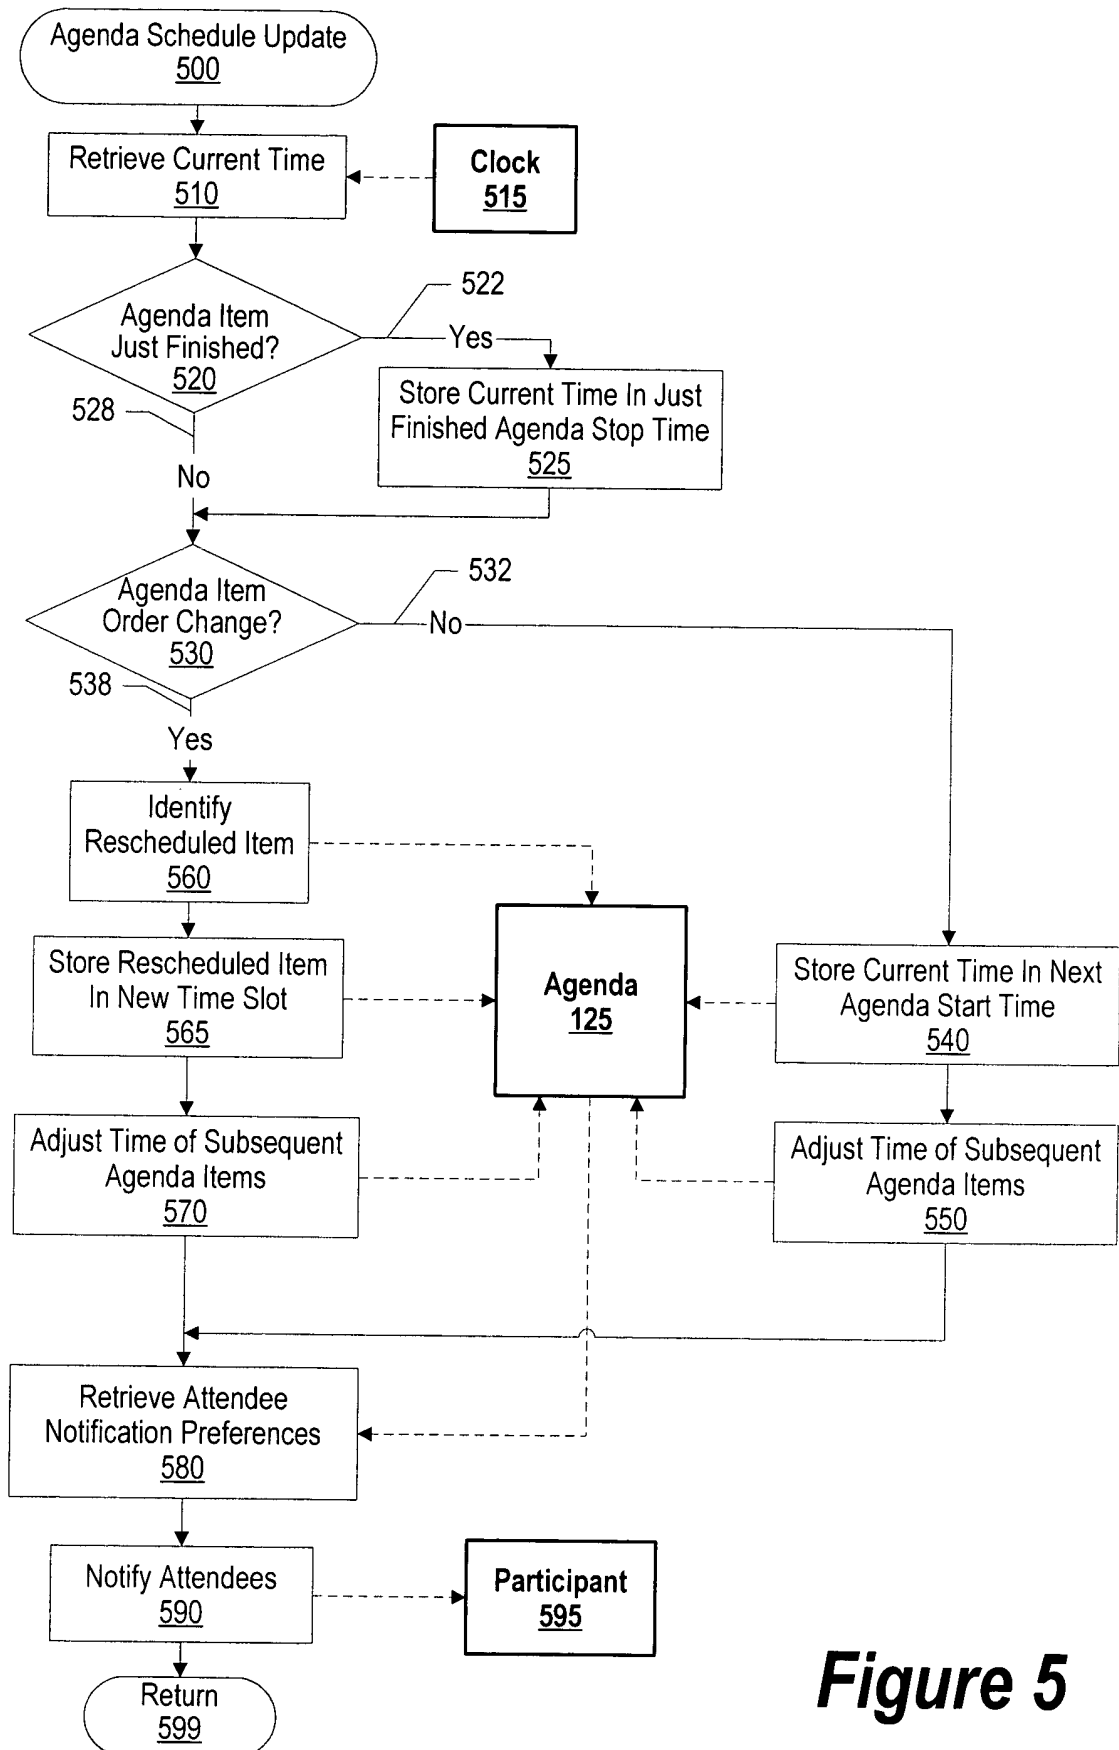 Agenda Schedule Update
500
Retrieve Current Time
510
Clock
515
522
Agenda Item
Just Finished?
520
Yes
528
Store Current Time In Just
Finished Agenda Stop Time
525
No
532
Agenda Item
Order Change?
530
No
538
Yes
Identify
Rescheduled Item
560
Store Rescheduled Item
In New Time Slot
565
Agenda
125
Store Current Time In Next
Agenda Start Time
540
Adjust Time of Subsequent
Agenda Items
570
Adjust Time of Subsequent
Agenda Items
550
Retrieve Attendee
Notification Preferences
580
Notify Attendees
590
Participant
595
Return
599
Figure 5